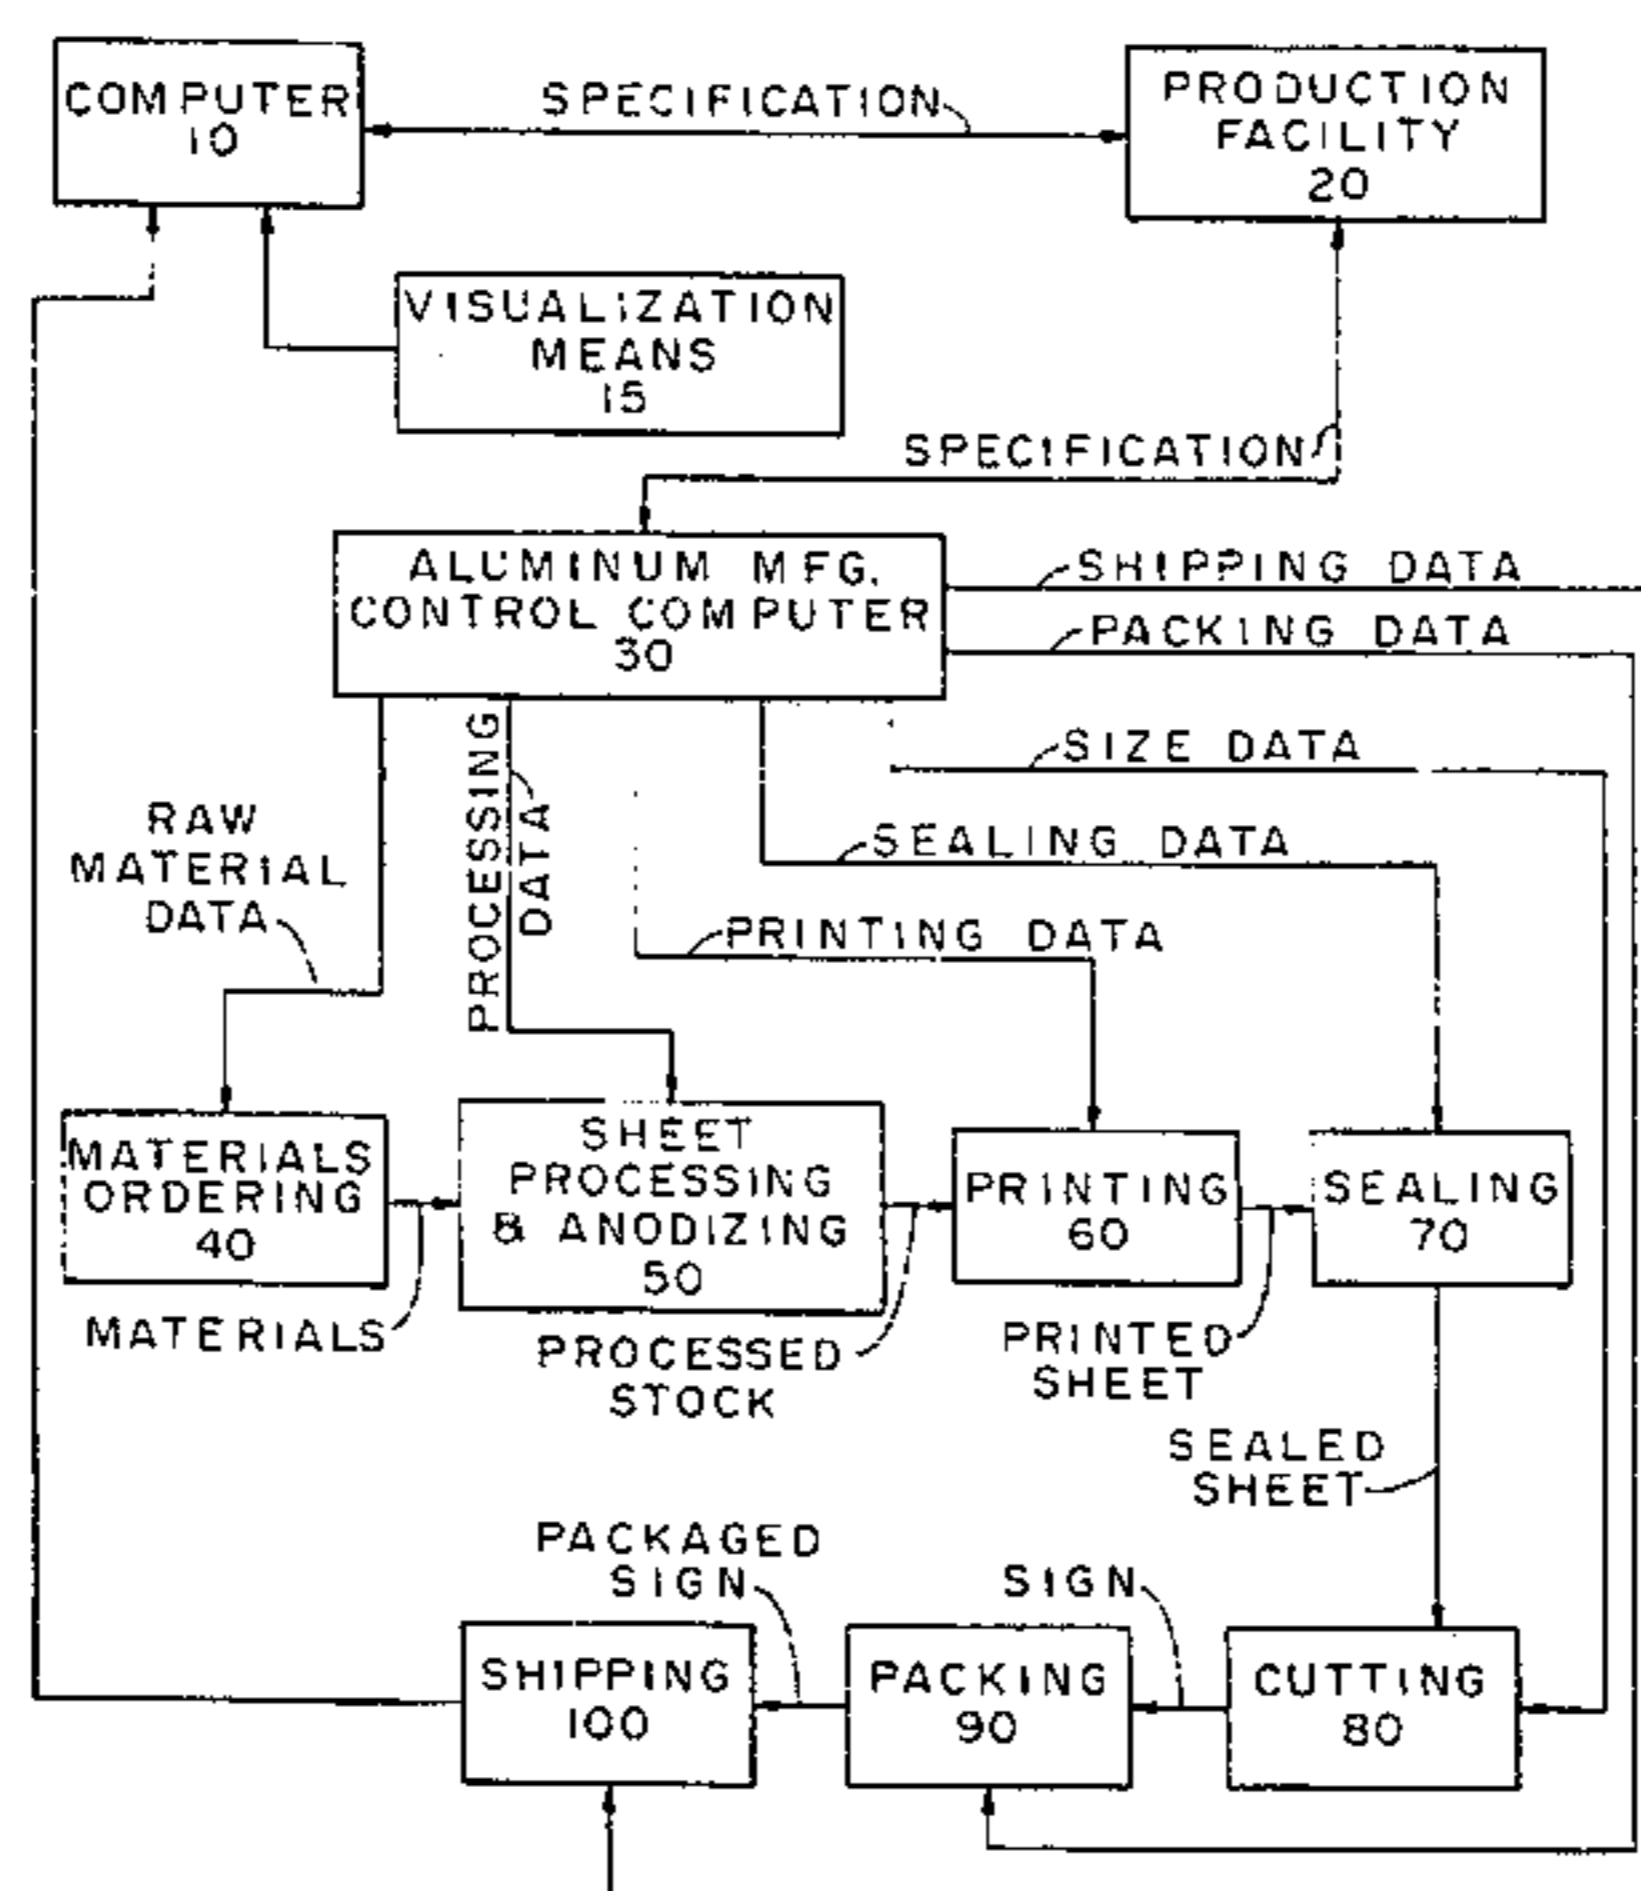 COMPUTER
10
SPECIFICATION
PRODUCTION
FACILITY
20
VISUALIZATION
MEANS
15
SPECIFICATION
ALUMINUM MFG.
CONTROL COMPUTER
30
SHIPPING DATA
PACKING DATA
SIZE DATA
SEALING DATA
PRINTING DATA
PROCESSING
DATA
RAW
MATERIAL
DATA
MATERIALS
ORDERING
40
SHEET
PROCESSING
& ANODIZING
50
PRINTING
60
SEALING
70
MATERIALS
PROCESSED
STOCK
PRINTED
SHEET
SEALED
SHEET
PACKAGED
SIGN
SIGN
SHIPPING
100
PACKING
90
CUTTING
80